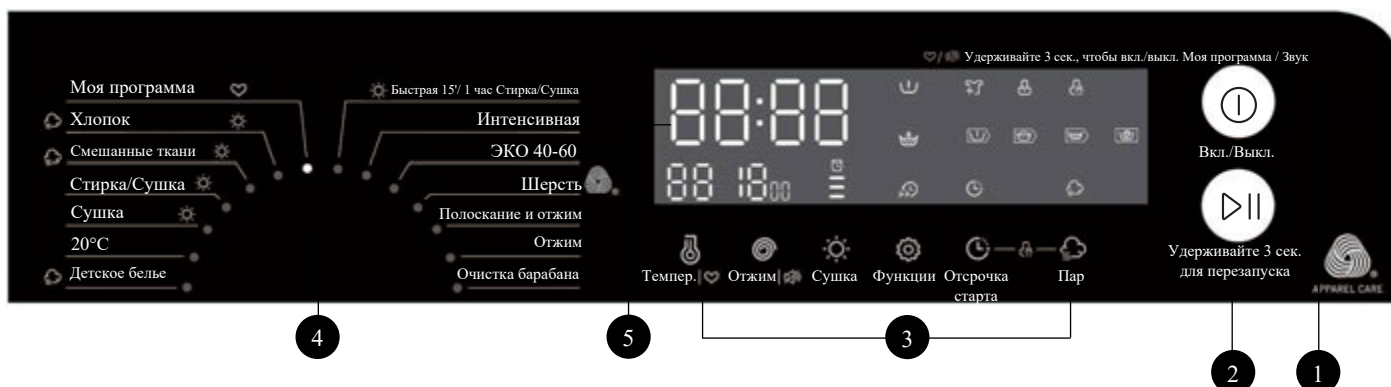 ♡/ Удерживайте 3 сек., чтобы вкл./выкл. Моя программа / Звук
Моя программа
Хлопок
Смешанные ткани
Стирка/Сушка
Сушка
20°C
Детское белье
Быстрая 15'/ 1 час Стирка/Сушка
Интенсивная
ЭКО 40-60
Шерсть
Полоскание и отжим
Отжим
Очистка барабана
88:88
88 1800
Темпер.|♡ Отжим| Сушка Функции Отсрочка старта Пар
Вкл./Выкл.
Удерживайте 3 сек.
для перезапуска
APPAREL CARE
4 5 3 2 1